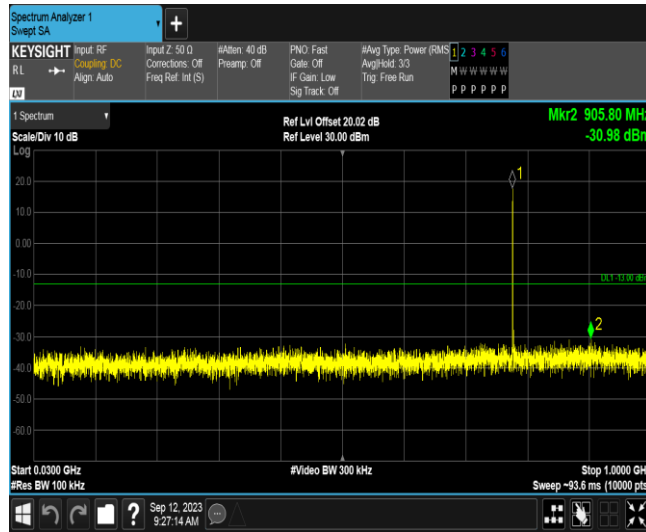 Spectrum Analyzer 1
Swept SA
+
KEYSIGHT
RL
LXI
Input: RF
Coupling: DC
Align: Auto
Input Z: 50 Ω
Corrections: Off
Freq Ref: Int (S)
#Atten: 40 dB
Preamp: Off
PNO: Fast
Gate: Off
IF Gain: Low
Sig Track: Off
#Avg Type: Power (RMS
Avg|Hold: 3/3
Trig: Free Run
1 2 3 4 5 6
M W W W W W
P P P P P P
1 Spectrum
Scale/Div 10 dB
Log
Ref Lvl Offset 20.02 dB
Ref Level 30.00 dBm
Mkr2 905.80 MHz
-30.98 dBm
1
20.0
10.0
0.00
-10.0
DL1 -13.00 dBm
-20.0
2
-30.0
-40.0
-50.0
-60.0
Start 0.0300 GHz
#Res BW 100 kHz
#Video BW 300 kHz
Stop 1.0000 GHz
Sweep ~93.6 ms (10000 pts)
?
Sep 12, 2023
9:27:14 AM